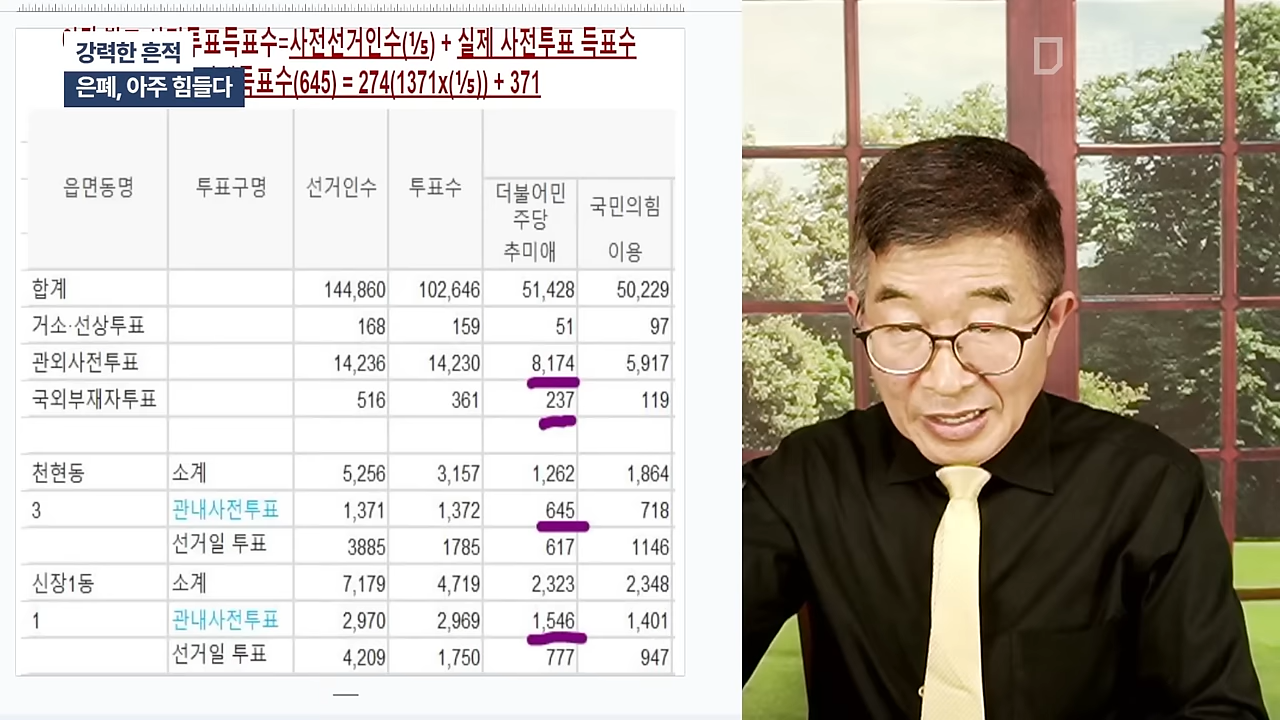 투표득표수=사전선거인수(⅕) + 실제 사전투표 득표수
강력한 흔적
득표수(645) = 274(1371x(⅕)) + 371
은폐, 아주 힘들다
읍면동명 투표구명 선거인수 투표수 더불어민주당 추미애 국민의힘 이용
합계 144,860 102,646 51,428 50,229
거소·선상투표 168 159 51 97
관외사전투표 14,236 14,230 8,174 5,917
국외부재자투표 516 361 237 119
천현동 소계 5,256 3,157 1,262 1,864
3 관내사전투표 1,371 1,372 645 718
선거일 투표 3885 1785 617 1146
신장1동 소계 7,179 4,719 2,323 2,348
1 관내사전투표 2,970 2,969 1,546 1,401
선거일 투표 4,209 1,750 777 947